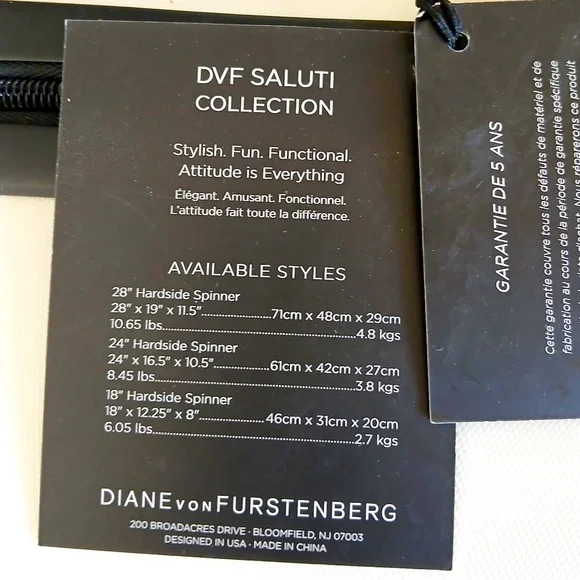 DVF SALUTI
COLLECTION
Stylish. Fun. Functional.
Attitude is Everything
Élégant. Amusant. Fonctionnel.
L'attitude fait toute la différence.
AVAILABLE STYLES
28" Hardside Spinner
28" x 19" x 11.5"..........................71cm x 48cm x 29cm
10.65 lbs..........................4.8 kgs
24" Hardside Spinner
24" x 16.5" x 10.5"..........................61cm x 42cm x 27cm
8.45 lbs..........................3.8 kgs
18" Hardside Spinner
18" x 12.25" x 8"..........................46cm x 31cm x 20cm
6.05 lbs..........................2.7 kgs
DIANE VON FURSTENBERG
200 BROADACRES DRIVE · BLOOMFIELD, NJ 07003
DESIGNED IN USA · MADE IN CHINA
GARANTIE DE 5 ANS
Cette garantie couvre tous les défauts de matériel et de
fabrication au cours de la période de garantie spécifique
d'achat. Nous réparerons ce produit